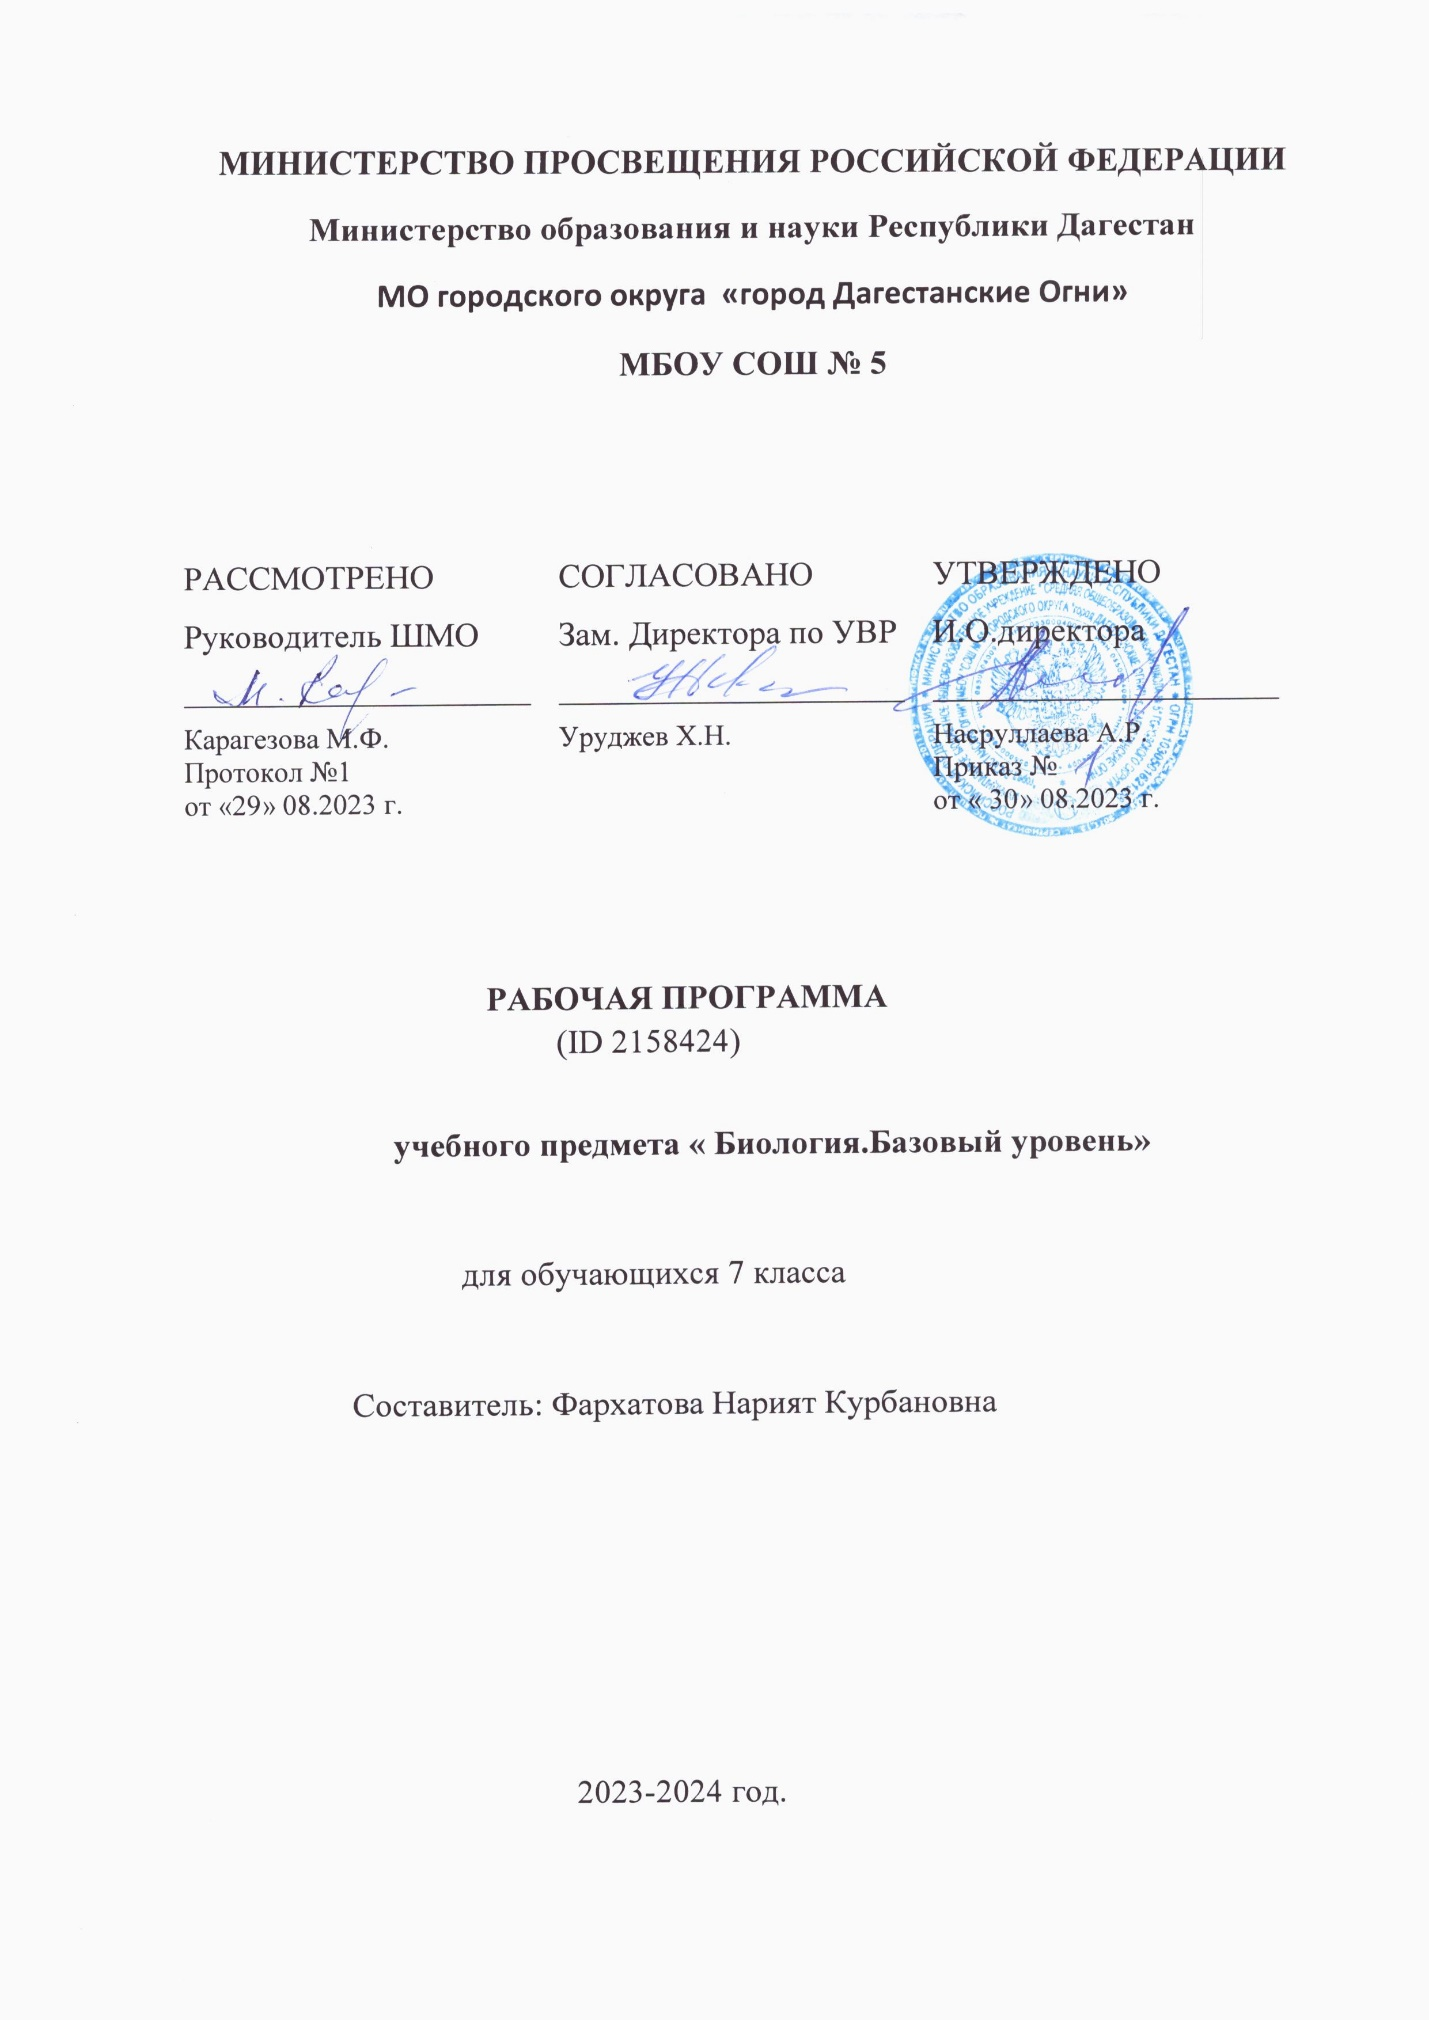 МИНИСТЕРСТВО ПРОСВЕЩЕНИЯ РОССИЙСКОЙ ФЕДЕРАЦИИ
Министерство образования и науки Республики Дагестан
МО городского округа «город Дагестанские Огни»
МБОУ СОШ № 5
РАССМОТРЕНО
Руководитель ШМО
Карагезова М.Ф.
Протокол №1
от «29» 08.2023 г.
СОГЛАСОВАНО
Зам. Директора по УВР
Уруджев Х.Н.
УТВЕРЖДЕНО
И.О.директора
Насруллаева А.Р.
Приказ № 1
от « 30» 08.2023 г.
РАБОЧАЯ ПРОГРАММА
(ID 2158424)
учебного предмета « Биология.Базовый уровень»
для обучающихся 7 класса
Составитель: Фархатова Нарият Курбановна
2023-2024 год.